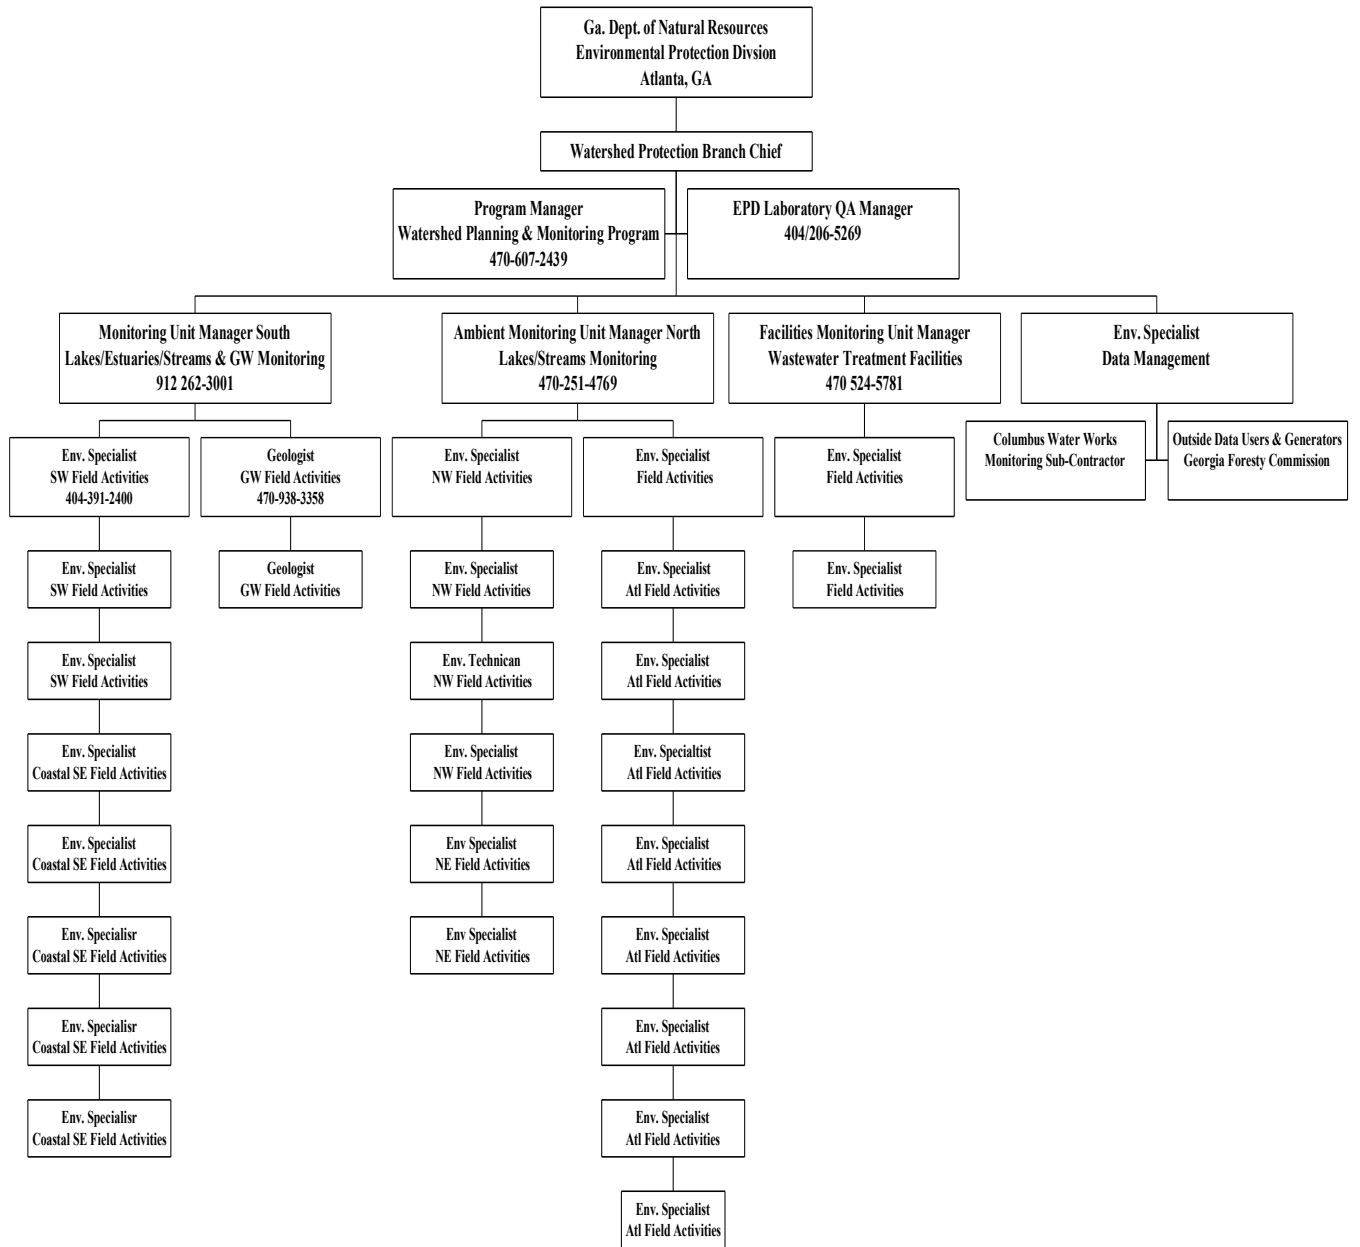 Ga. Dept. of Natural Resources
Environmental Protection Divsion
Atlanta, GA
Watershed Protection Branch Chief
Program Manager
Watershed Planning & Monitoring Program
470-607-2439
EPD Laboratory QA Manager
404/206-5269
Monitoring Unit Manager South
Lakes/Estuaries/Streams & GW Monitoring
912 262-3001
Ambient Monitoring Unit Manager North
Lakes/Streams Monitoring
470-251-4769
Facilities Monitoring Unit Manager
Wastewater Treatment Facilities
470 524-5781
Env. Specialist
Data Management
Env. Specialist
SW Field Activities
404-391-2400
Geologist
GW Field Activities
470-938-3358
Env. Specialist
NW Field Activities
Env. Specialist
Field Activities
Env. Specialist
Field Activities
Columbus Water Works
Monitoring Sub-Contractor
Outside Data Users & Generators
Georgia Foresty Commission
Env. Specialist
SW Field Activities
Geologist
GW Field Activities
Env. Specialist
NW Field Activities
Env. Specialist
Atl Field Activities
Env. Specialist
Field Activities
Env. Specialist
SW Field Activities
Env. Technican
NW Field Activities
Env. Specialist
Atl Field Activities
Env. Specialist
Coastal SE Field Activities
Env. Specialist
NW Field Activities
Env. Specialtist
Atl Field Activities
Env. Specialist
Coastal SE Field Activities
Env Specialist
NE Field Activities
Env. Specialist
Atl Field Activities
Env. Specialisr
Coastal SE Field Activities
Env Specialist
NE Field Activities
Env. Specialist
Atl Field Activities
Env. Specialisr
Coastal SE Field Activities
Env. Specialist
Atl Field Activities
Env. Specialisr
Coastal SE Field Activities
Env. Specialist
Atl Field Activities
Env. Specialist
Atl Field Activities